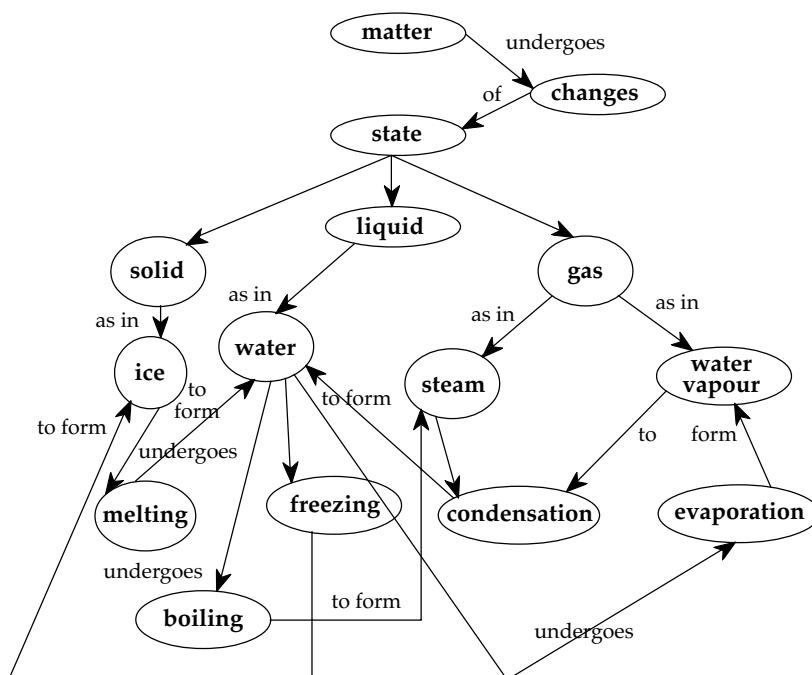 matter
undergoes
changes
of
state
liquid
solid
gas
as in
as in
as in
as in
water
water
vapour
ice
steam
to
form
to form
to form
to
form
undergoes
melting
freezing
condensation
evaporation
undergoes
boiling
to form
undergoes